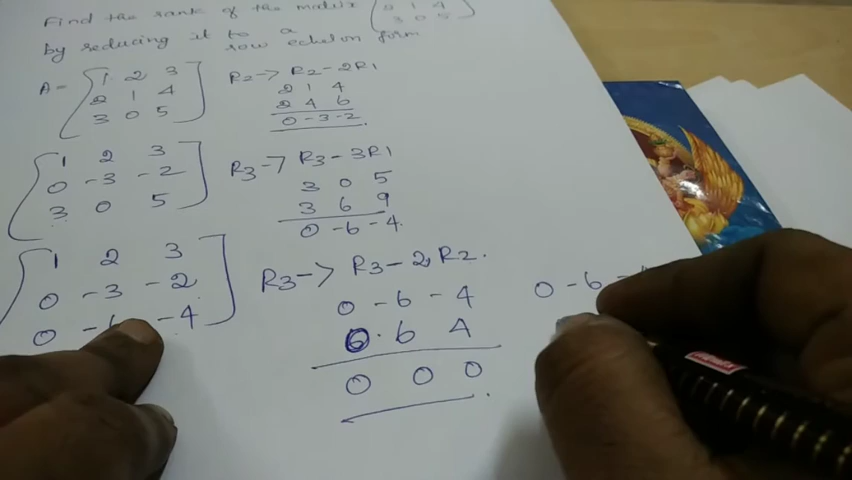 Find the rank of the matrix
by reducing it to a row echelon form
A = [1 2 3 R2 -> R2 - 2R1
2 1 4 2 1 4
3 0 5] 2 4 6
0 -3 -2
[1 2 3 R3 -> R3 - 3R1
0 -3 -2 3 0 5
3 0 5] 3 6 9
0 -6 -4
[1 2 3 R3 -> R3 - 2R2.
0 -3 -2 0 -6 -4 0 -6
0 -4] 0 6 4
0 0 0